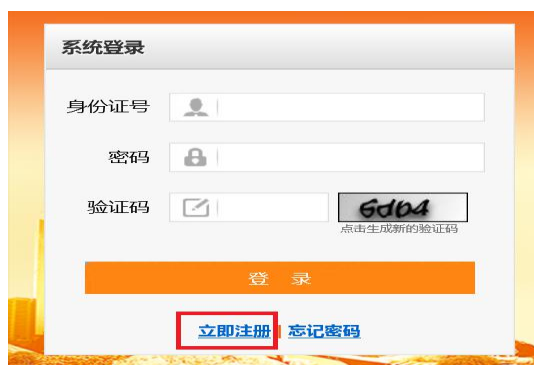 系统登录
身份证号
密码
验证码 6db4
点击生成新的验证码
登 录
立即注册 | 忘记密码